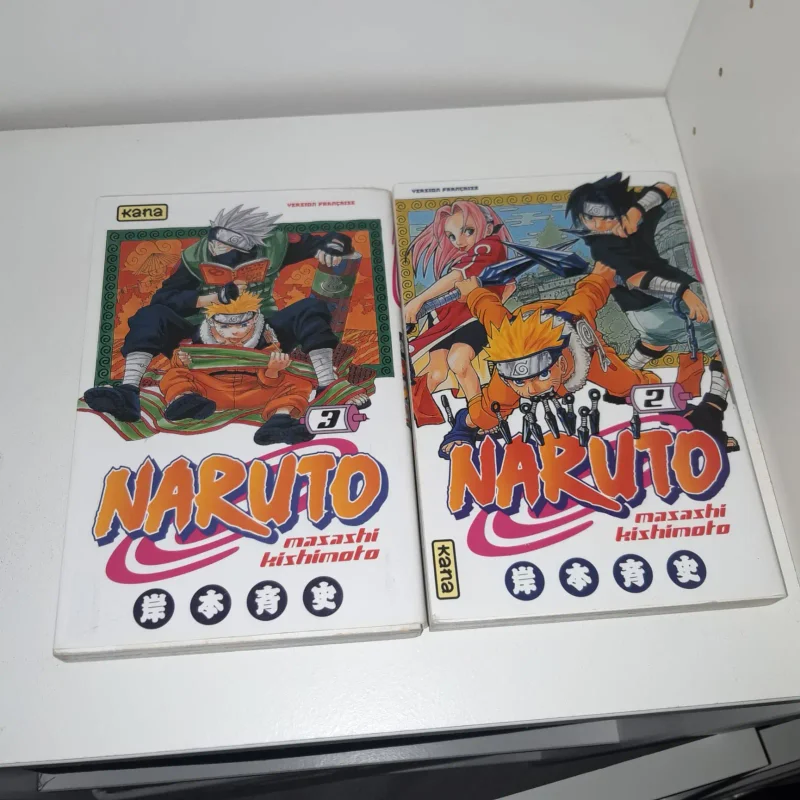 Kana
VERSION FRANÇAISE
3
NARUTO
masashi
kishimoto
岸本斉史
VERSION FRANÇAISE
2
NARUTO
masashi
kishimoto
Kana
岸本斉史